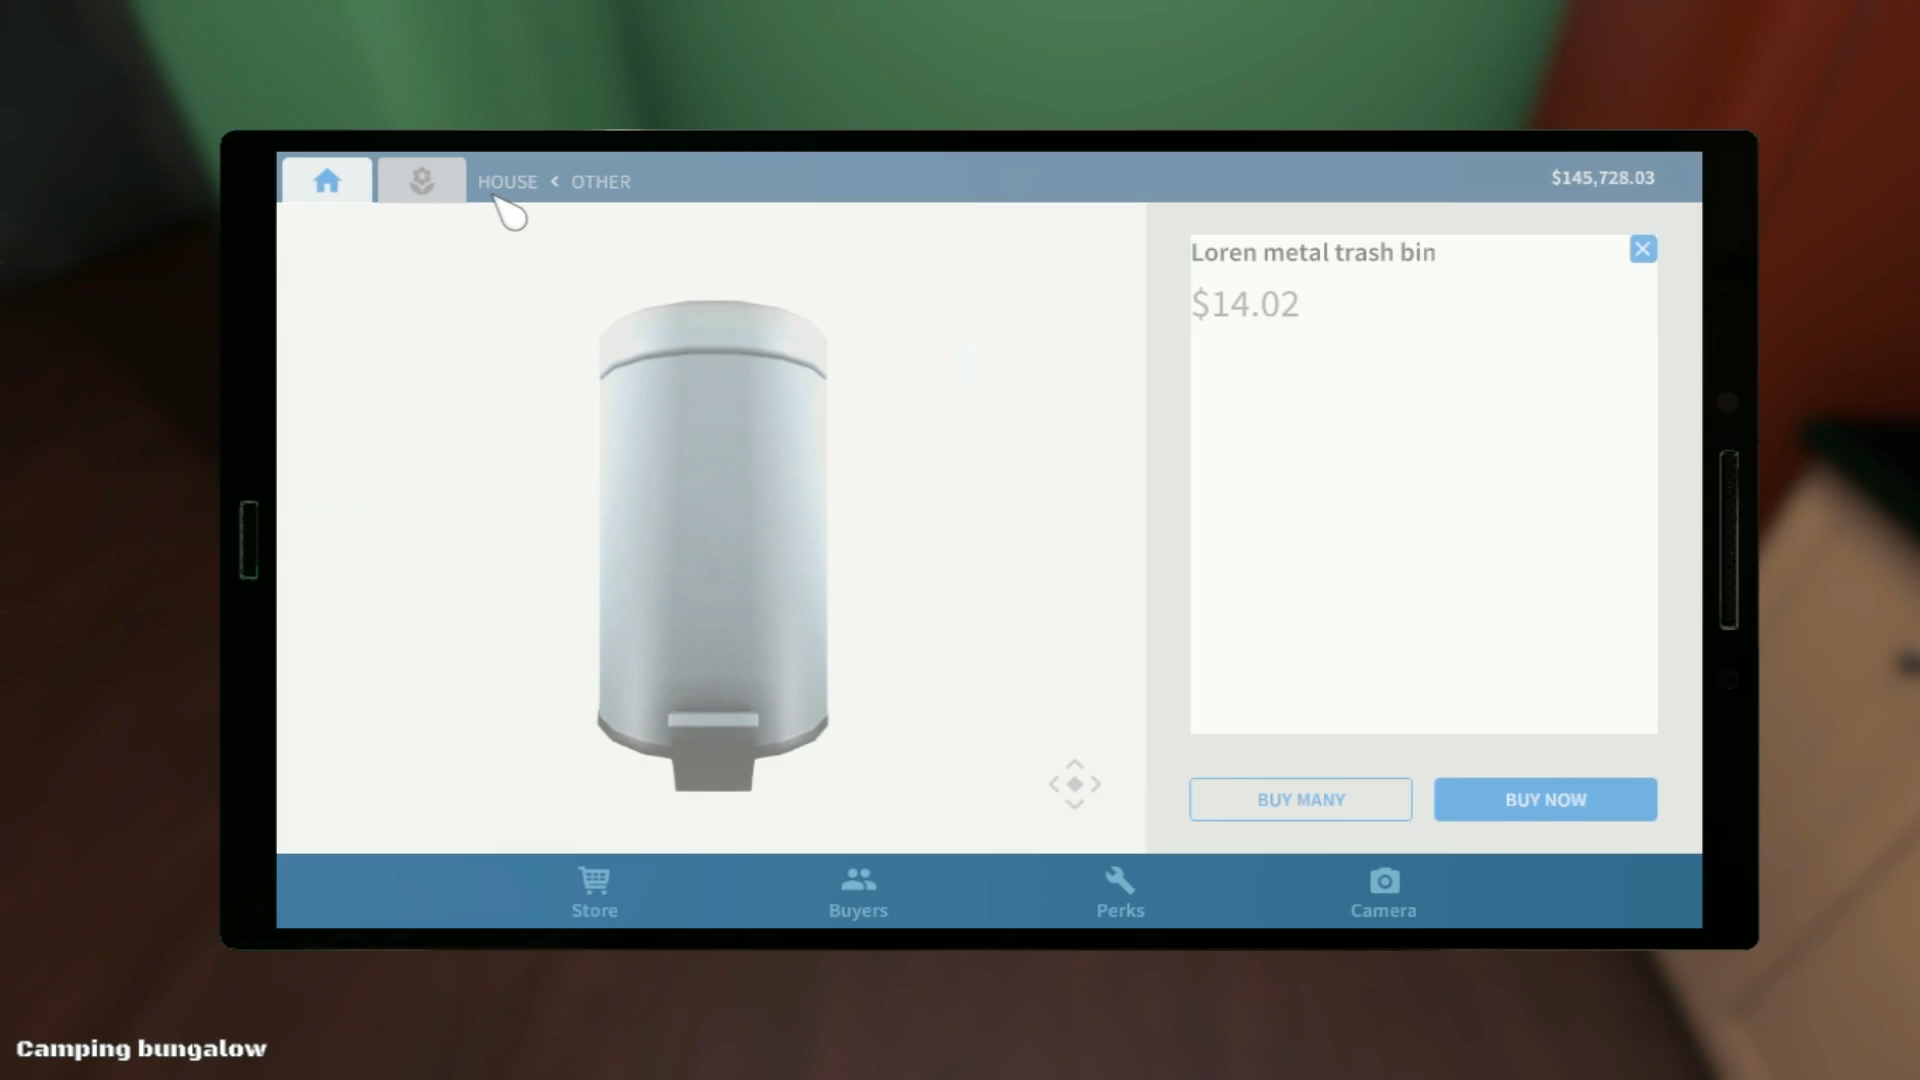 HOUSE < OTHER
$145,728.03
Loren metal trash bin
$14.02
BUY MANY
BUY NOW
Store
Buyers
Perks
Camera
Camping bungalow